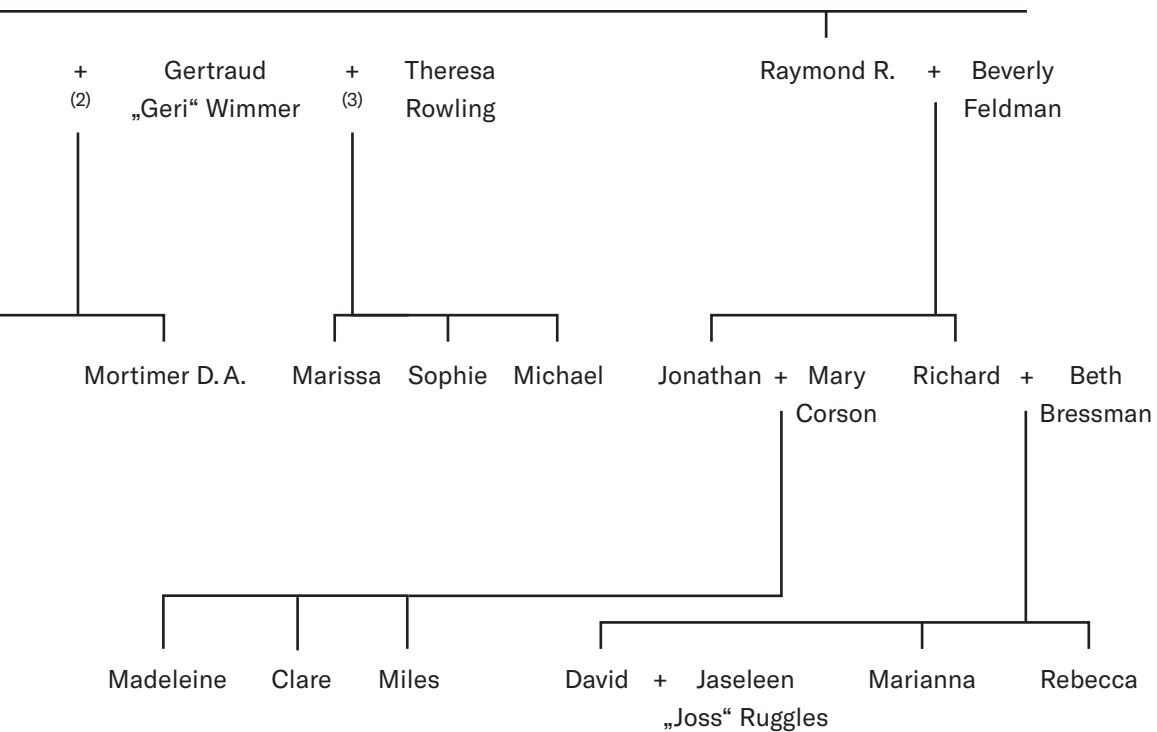 + Gertraud + Theresa Raymond R. + Beverly
(2) „Geri“ Wimmer (3) Rowling Feldman
Mortimer D. A. Marissa Sophie Michael Jonathan + Mary Richard + Beth
Corson Bressman
Madeleine Clare Miles David + Jaseleen Marianna Rebecca
„Joss“ Ruggles